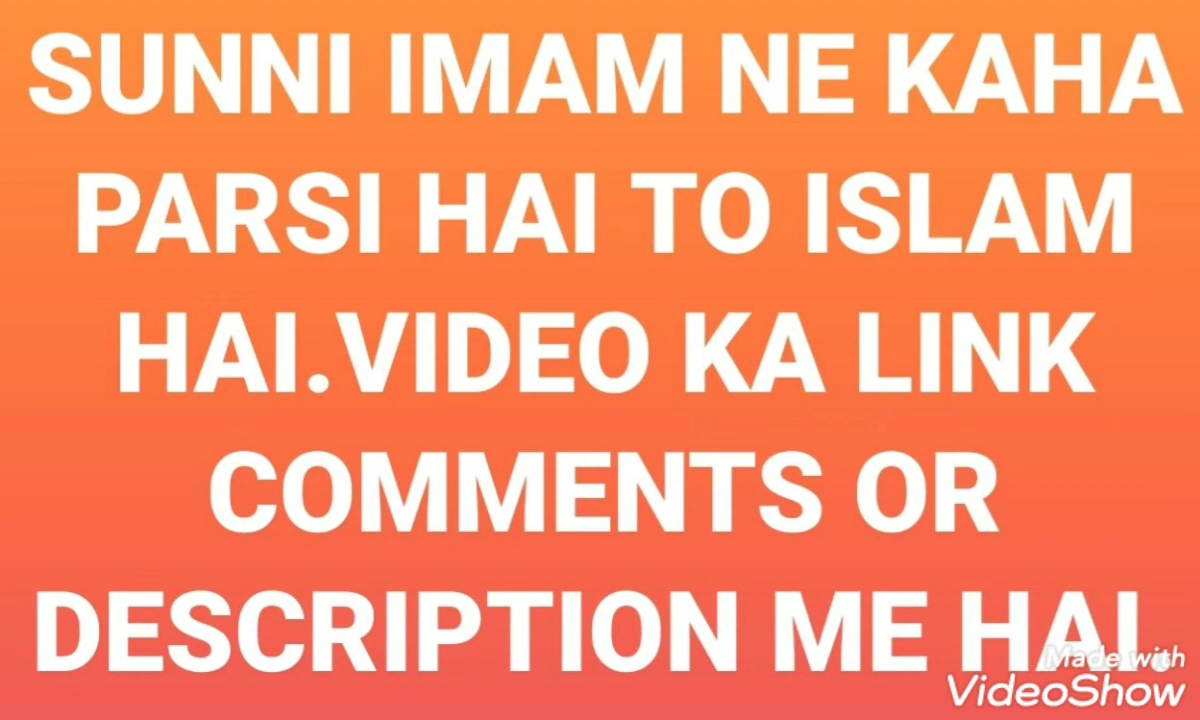 SUNNI IMAM NE KAHA
PARSI HAI TO ISLAM
HAI.VIDEO KA LINK
COMMENTS OR
DESCRIPTION ME HAI.
Made with
VideoShow